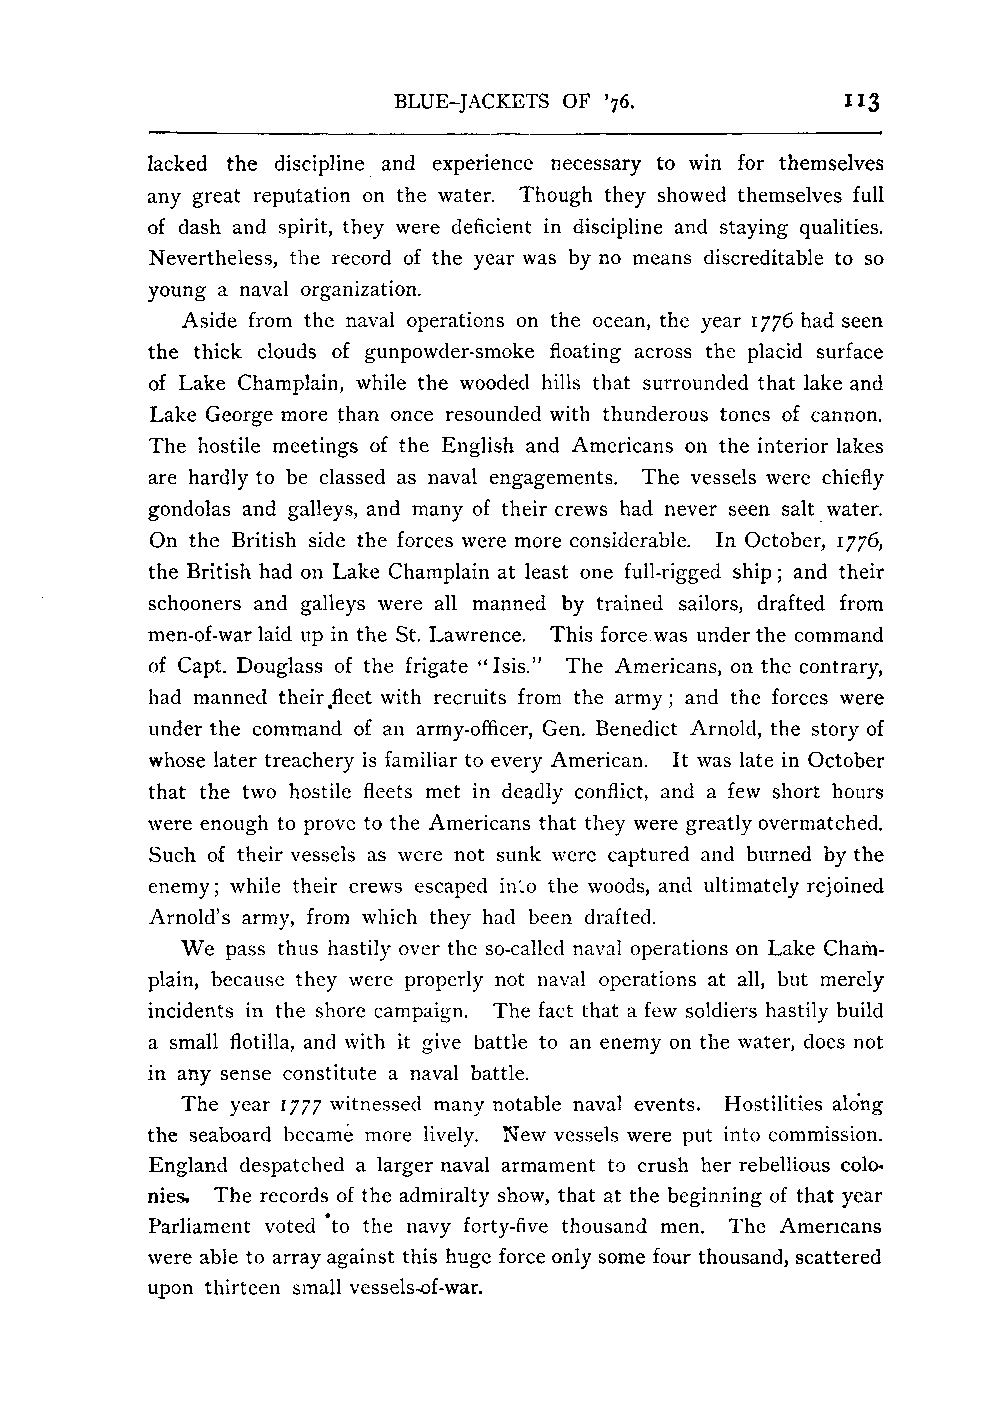 BLUE-JACKETS OF '76. 113
lacked the discipline and experience necessary to win for themselves
any great reputation on the water. Though they showed themselves full
of dash and spirit, they were deficient in discipline and staying qualities.
Nevertheless, the record of the year was by no means discreditable to so
young a naval organization.
Aside from the naval operations on the ocean, the year 1776 had seen
the thick clouds of gunpowder-smoke floating across the placid surface
of Lake Champlain, while the wooded hills that surrounded that lake and
Lake George more than once resounded with thunderous tones of cannon.
The hostile meetings of the English and Americans on the interior lakes
are hardly to be classed as naval engagements. The vessels were chiefly
gondolas and galleys, and many of their crews had never seen salt water.
On the British side the forces were more considerable. In October, 1776,
the British had on Lake Champlain at least one full-rigged ship; and their
schooners and galleys were all manned by trained sailors, drafted from
men-of-war laid up in the St. Lawrence. This force was under the command
of Capt. Douglass of the frigate "Isis." The Americans, on the contrary,
had manned their fleet with recruits from the army; and the forces were
under the command of an army-officer, Gen. Benedict Arnold, the story of
whose later treachery is familiar to every American. It was late in October
that the two hostile fleets met in deadly conflict, and a few short hours
were enough to prove to the Americans that they were greatly overmatched.
Such of their vessels as were not sunk were captured and burned by the
enemy; while their crews escaped into the woods, and ultimately rejoined
Arnold's army, from which they had been drafted.
We pass thus hastily over the so-called naval operations on Lake Cham-
plain, because they were properly not naval operations at all, but merely
incidents in the shore campaign. The fact that a few soldiers hastily build
a small flotilla, and with it give battle to an enemy on the water, does not
in any sense constitute a naval battle.
The year 1777 witnessed many notable naval events. Hostilities along
the seaboard became more lively. New vessels were put into commission.
England despatched a larger naval armament to crush her rebellious colo-
nies. The records of the admiralty show, that at the beginning of that year
Parliament voted to the navy forty-five thousand men. The Americans
were able to array against this huge force only some four thousand, scattered
upon thirteen small vessels-of-war.